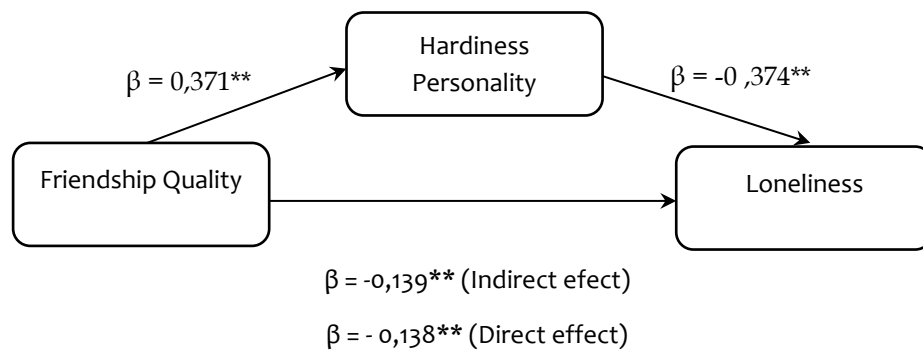 Hardiness
Personality
β = 0,371**
β = -0 ,374**
Friendship Quality
Loneliness
β = -0,139** (Indirect efect)
β = - 0,138** (Direct effect)